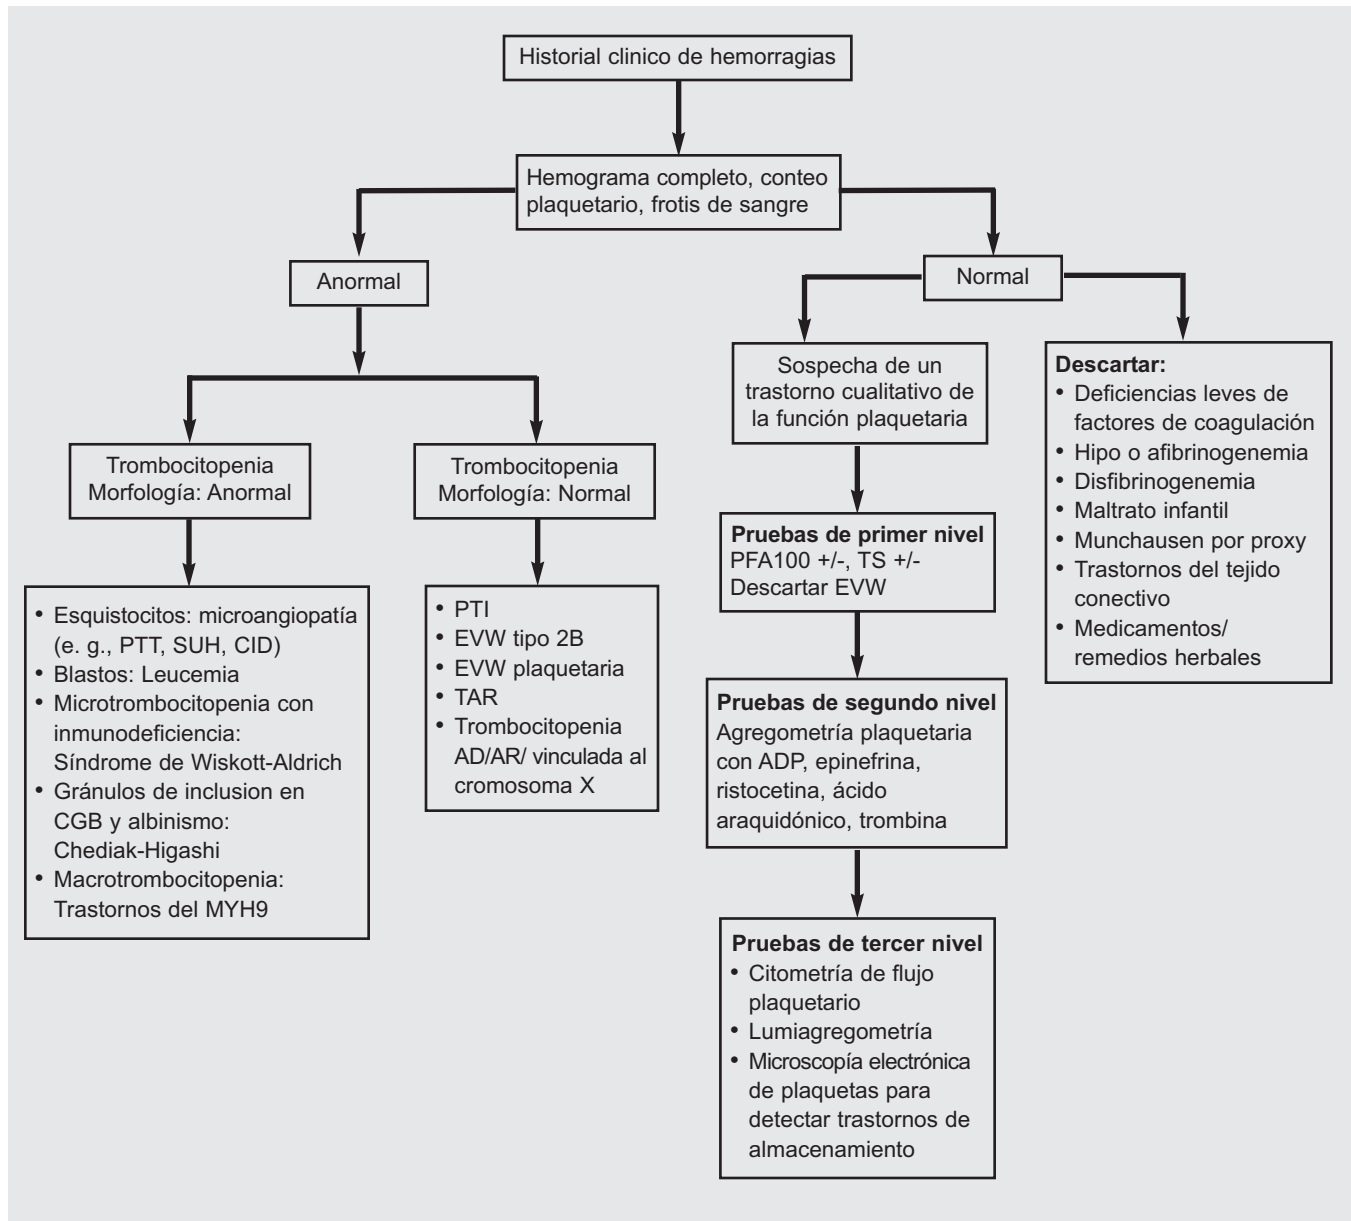 Historial clinico de hemorragias
Hemograma completo, conteo
plaquetario, frotis de sangre
Anormal
Normal
Trombocitopenia
Morfología: Anormal
Trombocitopenia
Morfología: Normal
• Esquistocitos: microangiopatía
(e. g., PTT, SUH, CID)
• Blastos: Leucemia
• Microtrombocitopenia con
inmunodeficiencia:
Síndrome de Wiskott-Aldrich
• Gránulos de inclusion en
CGB y albinismo:
Chediak-Higashi
• Macrotrombocitopenia:
Trastornos del MYH9
• PTI
• EVW tipo 2B
• EVW plaquetaria
• TAR
• Trombocitopenia
AD/AR/ vinculada al
cromosoma X
Sospecha de un
trastorno cualitativo de
la función plaquetaria
Pruebas de primer nivel
PFA100 +/-, TS +/-
Descartar EVW
Pruebas de segundo nivel
Agregometría plaquetaria
con ADP, epinefrina,
ristocetina, ácido
araquidónico, trombina
Pruebas de tercer nivel
• Citometría de flujo
plaquetario
• Lumiagregometría
• Microscopía electrónica
de plaquetas para
detectar trastornos de
almacenamiento
Descartar:
• Deficiencias leves de
factores de coagulación
• Hipo o afibrinogenemia
• Disfibrinogenemia
• Maltrato infantil
• Munchausen por proxy
• Trastornos del tejido
conectivo
• Medicamentos/
remedios herbales